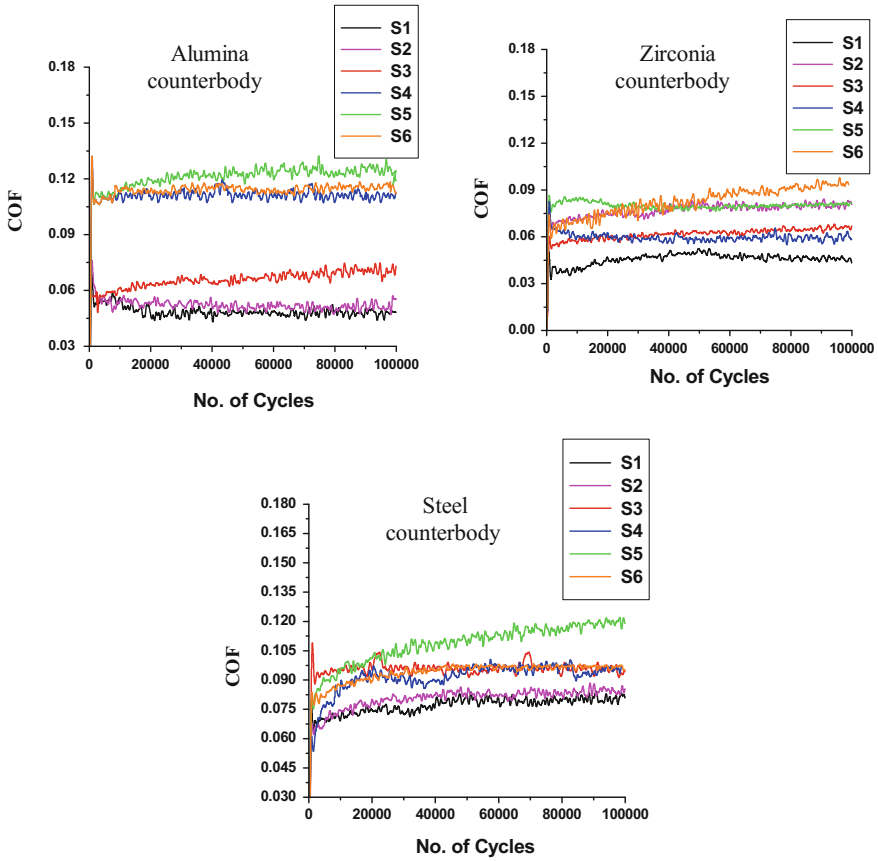 Alumina
counterbody
S1
S2
S3
S4
S5
S6
COF
0.18
0.15
0.12
0.09
0.06
0.03
0
20000
40000
60000
80000
100000
No. of Cycles
Zirconia
counterbody
S1
S2
S3
S4
S5
S6
COF
0.18
0.15
0.12
0.09
0.06
0.03
0.00
0
20000
40000
60000
80000
100000
No. of Cycles
Steel
counterbody
S1
S2
S3
S4
S5
S6
COF
0.180
0.165
0.150
0.135
0.120
0.105
0.090
0.075
0.060
0.045
0.030
0
20000
40000
60000
80000
100000
No. of Cycles